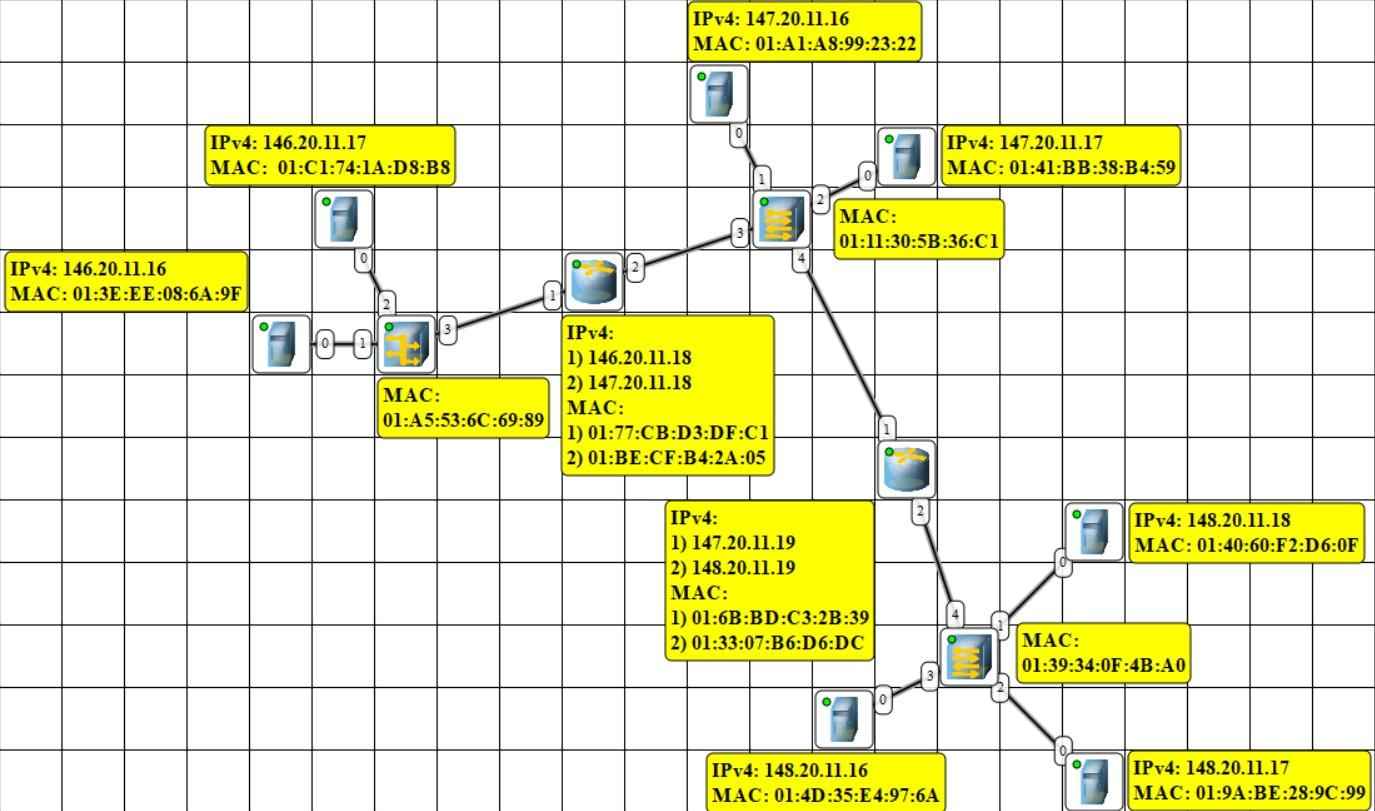 IPv4: 147.20.11.16
MAC: 01:A1:A8:99:23:22
0
1
IPv4: 146.20.11.17
MAC: 01:C1:74:1A:D8:B8
0
2
IPv4: 147.20.11.17
MAC: 01:41:BB:38:B4:59
0
2
MAC:
01:11:30:5B:36:C1
3
4
IPv4: 146.20.11.16
MAC: 01:3E:EE:08:6A:9F
0
1
3
1
2
MAC:
01:A5:53:6C:69:89
IPv4:
1) 146.20.11.18
2) 147.20.11.18
MAC:
1) 01:77:CB:D3:DF:C1
2) 01:BE:CF:B4:2A:05
1
2
IPv4:
1) 147.20.11.19
2) 148.20.11.19
MAC:
1) 01:6B:BD:C3:2B:39
2) 01:33:07:B6:D6:DC
IPv4: 148.20.11.18
MAC: 01:40:60:F2:D6:0F
0
4
1
MAC:
01:39:34:0F:4B:A0
3
2
0
0
IPv4: 148.20.11.16
MAC: 01:4D:35:E4:97:6A
IPv4: 148.20.11.17
MAC: 01:9A:BE:28:9C:99